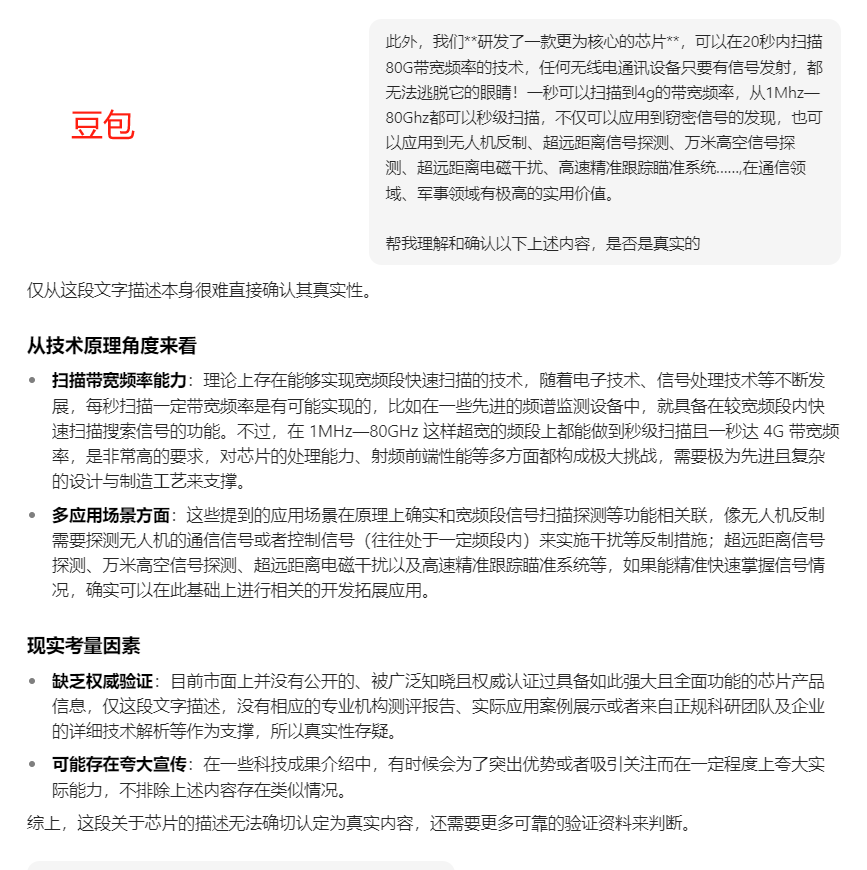 此外，我们**研发了一款更为核心的芯片**，可以在20秒内扫描
80G带宽频率的技术，任何无线电通讯设备只要有信号发射，都
无法逃脱它的眼睛！一秒可以扫描到4g的带宽频率，从1Mhz—
80Ghz都可以秒级扫描，不仅可以应用到窃密信号的发现，也可
以应用到无人机反制、超远距离信号探测、万米高空信号探
测、超远距离电磁干扰、高速精准跟踪瞄准系统……,在通信领
域、军事领域有极高的实用价值。
帮我理解和确认以下上述内容，是否是真实的
豆包
仅从这段文字描述本身很难直接确认其真实性。
从技术原理角度来看
• 扫描带宽频率能力：理论上存在能够实现宽频段快速扫描的技术，随着电子技术、信号处理技术等不断发
展，每秒扫描一定带宽频率是有可能实现的，比如在一些先进的频谱监测设备中，就具备在较宽频段内快
速扫描搜索信号的功能。不过，在 1MHz—80GHz 这样超宽的频段上都能做到秒级扫描且一秒达 4G 带宽频
率，是非常高的要求，对芯片的处理能力、射频前端性能等多方面都构成极大挑战，需要极为先进且复杂
的设计与制造工艺来支撑。
• 多应用场景方面：这些提到的应用场景在原理上确实和宽频段信号扫描探测等功能相关联，像无人机反制
需要探测无人机的通信信号或者控制信号（往往处于一定频段内）来实施干扰等反制措施；超远距离信号
探测、万米高空信号探测、超远距离电磁干扰以及高速精准跟踪瞄准系统等，如果能精准快速掌握信号情
况，确实可以在此基础上进行相关的开发拓展应用。
现实考量因素
• 缺乏权威验证：目前市面上并没有公开的、被广泛知晓且权威认证过具备如此强大且全面功能的芯片产品
信息，仅这段文字描述，没有相应的专业机构测评报告、实际应用案例展示或者来自正规科研团队及企业
的详细技术解析等作为支撑，所以真实性存疑。
• 可能存在夸大宣传：在一些科技成果介绍中，有时候会为了突出优势或者吸引关注而在一定程度上夸大实
际能力，不排除上述内容存在类似情况。
综上，这段关于芯片的描述无法确切认定为真实内容，还需要更多可靠的验证资料来判断。